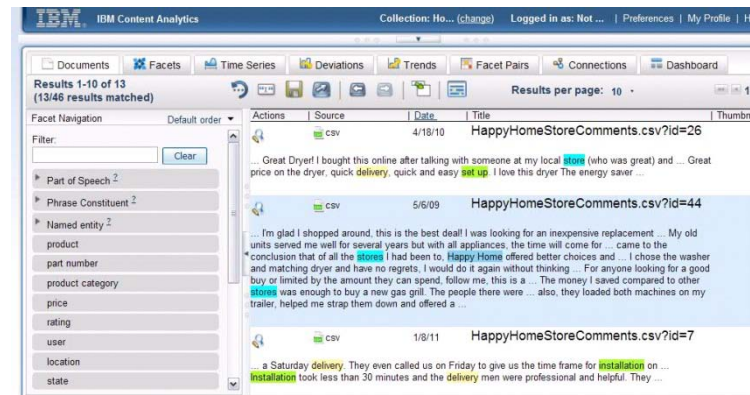 IBM. IBM Content Analytics Collection: Ho... (change) Logged in as: Not ... | Preferences | My Profile | H
Documents Facets Time Series Deviations Trends Facet Pairs Connections Dashboard
Results 1-10 of 13
(13/46 results matched)
Results per page: 10
1
Facet Navigation Default order
Actions | Source | Date | Title | Thumbn
Filter:
Clear
Part of Speech ?
Phrase Constituent ?
Named entity ?
product
part number
product category
price
rating
user
location
state
csv 4/18/10 HappyHomeStoreComments.csv?id=26
... Great Dryer! I bought this online after talking with someone at my local store (who was great) and ... Great
price on the dryer, quick delivery, quick and easy set up. I love this dryer The energy saver ...
csv 5/6/09 HappyHomeStoreComments.csv?id=44
... I'm glad I shopped around, this is the best deal! I was looking for an inexpensive replacement ... My old
units served me well for several years but with all appliances, the time will come for ... came to the
conclusion that of all the stores I had been to, Happy Home offered better choices and ... I chose the washer
and matching dryer and have no regrets, I would do it again without thinking ... For anyone looking for a good
buy or limited by the amount they can spend, follow me, this is a ... The money I saved compared to other
stores was enough to buy a new gas grill. The people there were ... also, they loaded both machines on my
trailer, helped me strap them down and offered a ...
csv 1/8/11 HappyHomeStoreComments.csv?id=7
... a Saturday delivery. They even called us on Friday to give us the time frame for installation on ...
Installation took less than 30 minutes and the delivery men were professional and helpful. They ...